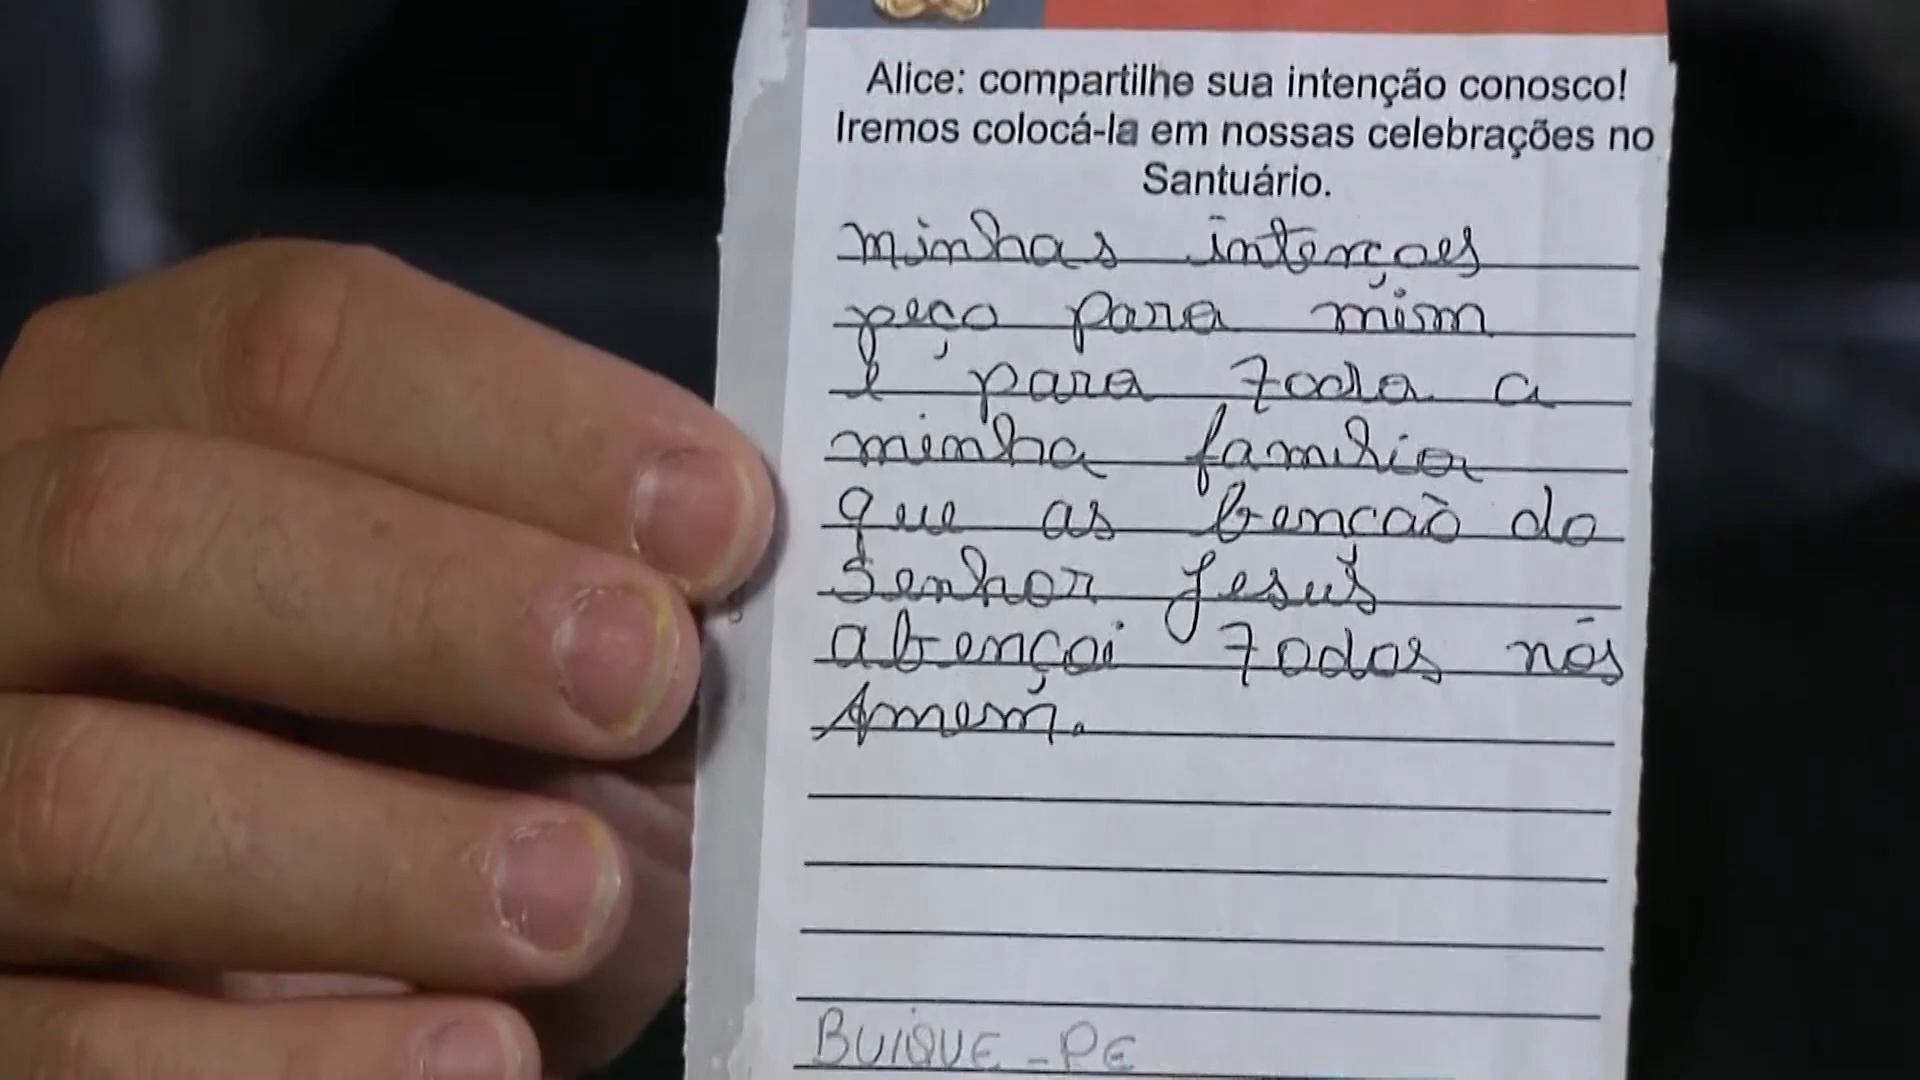 Alice: compartilhe sua intenção conosco!
Iremos colocá-la em nossas celebrações no
Santuário.
minhas intençoes
peço para mim
e para toda a
minha familia
que as bencaõ do
Senhor Jesus
abençoi todos nós
Amem.
BUIQUE - PE